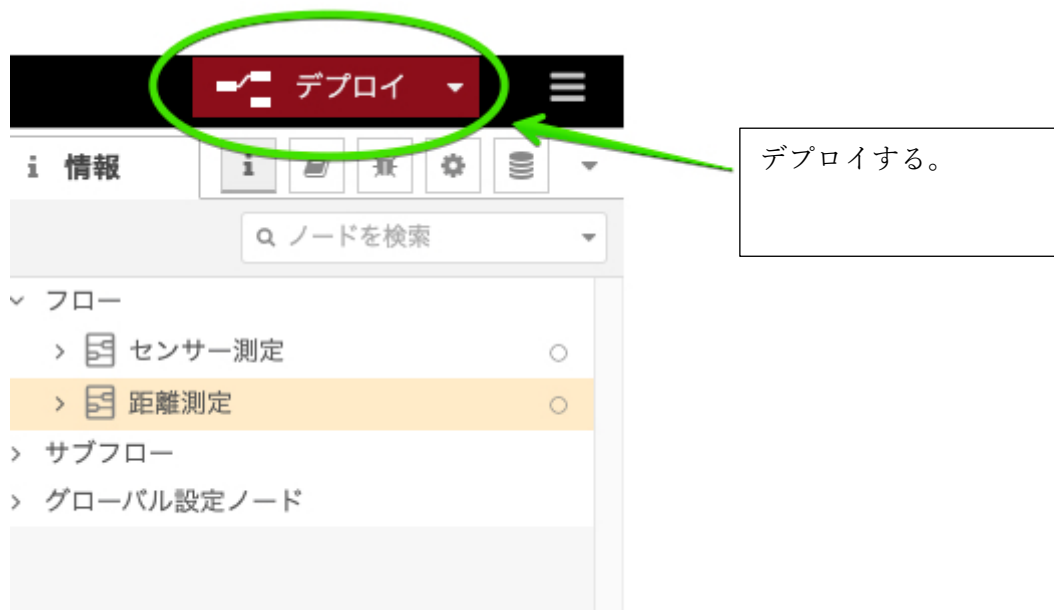 デプロイ
i 情報
i
デプロイする。
ノードを検索
フロー
センサー測定
距離測定
サブフロー
グローバル設定ノード